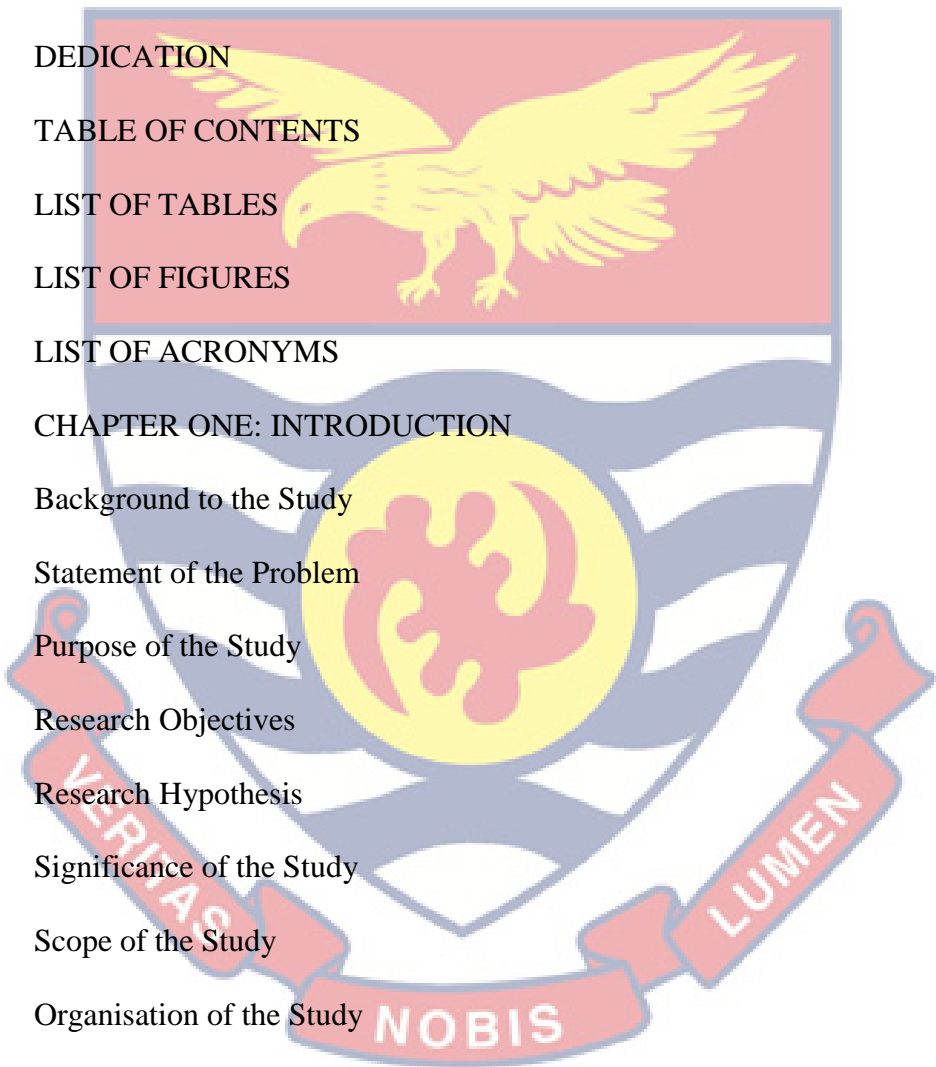 DEDICATION
TABLE OF CONTENTS
LIST OF TABLES
LIST OF FIGURES
LIST OF ACRONYMS
CHAPTER ONE: INTRODUCTION
Background to the Study
Statement of the Problem
Purpose of the Study
Research Objectives
Research Hypothesis
Significance of the Study
Scope of the Study
Organisation of the Study
VERITAS
NOBIS
LUMEN